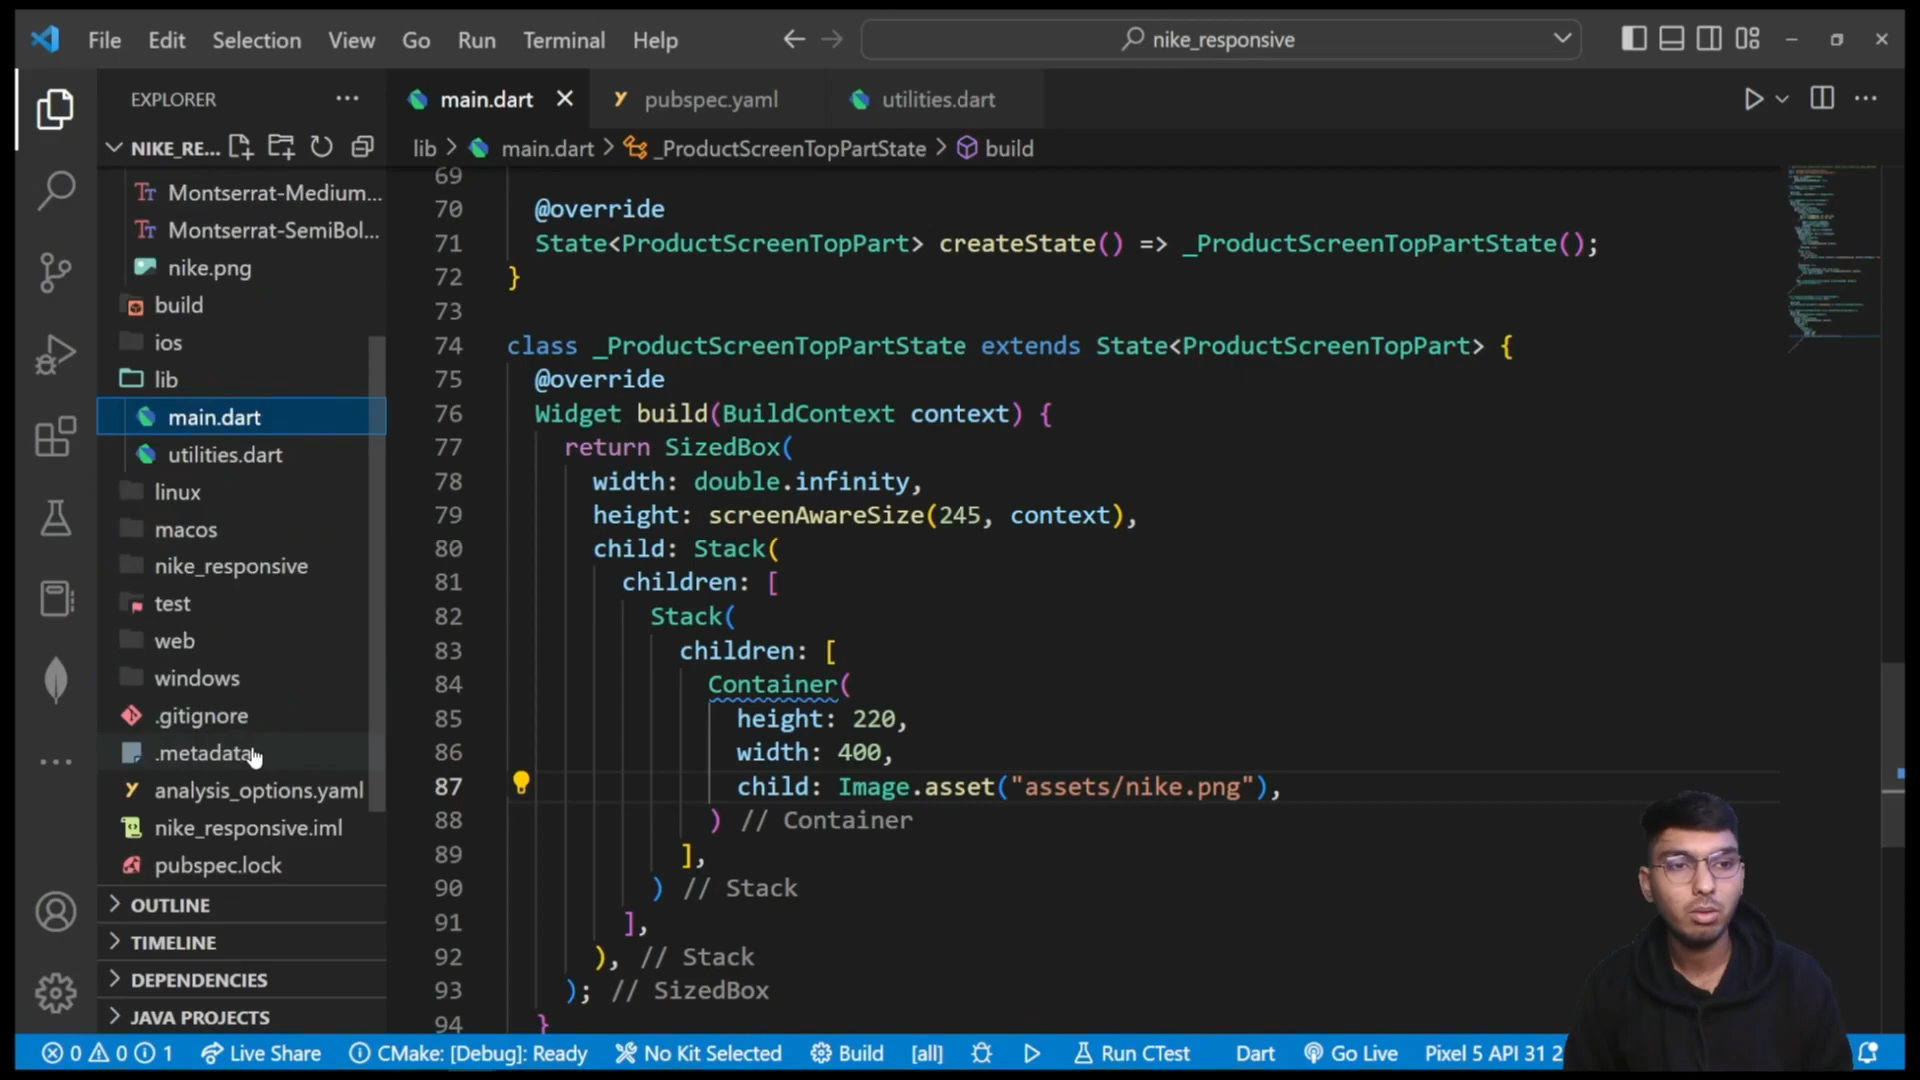 File Edit Selection View Go Run Terminal Help
nike_responsive
EXPLORER
main.dart
pubspec.yaml
utilities.dart
NIKE_RE...
lib > main.dart > _ProductScreenTopPartState > build
Montserrat-Medium...
Montserrat-SemiBol...
nike.png
build
ios
lib
main.dart
utilities.dart
linux
macos
nike_responsive
test
web
windows
.gitignore
.metadata
analysis_options.yaml
nike_responsive.iml
pubspec.lock
OUTLINE
TIMELINE
DEPENDENCIES
JAVA PROJECTS
69
70 @override
71 State<ProductScreenTopPart> createState() => _ProductScreenTopPartState();
72 }
73
74 class _ProductScreenTopPartState extends State<ProductScreenTopPart> {
75 @override
76 Widget build(BuildContext context) {
77 return SizedBox(
78 width: double.infinity,
79 height: screenAwareSize(245, context),
80 child: Stack(
81 children: [
82 Stack(
83 children: [
84 Container(
85 height: 220,
86 width: 400,
87 child: Image.asset("assets/nike.png"),
88 ) // Container
89 ],
90 ) // Stack
91 ],
92 ), // Stack
93 ); // SizedBox
94 }
0 0 1 Live Share CMake: [Debug]: Ready No Kit Selected Build [all] Run CTest Dart Go Live Pixel 5 API 31 2